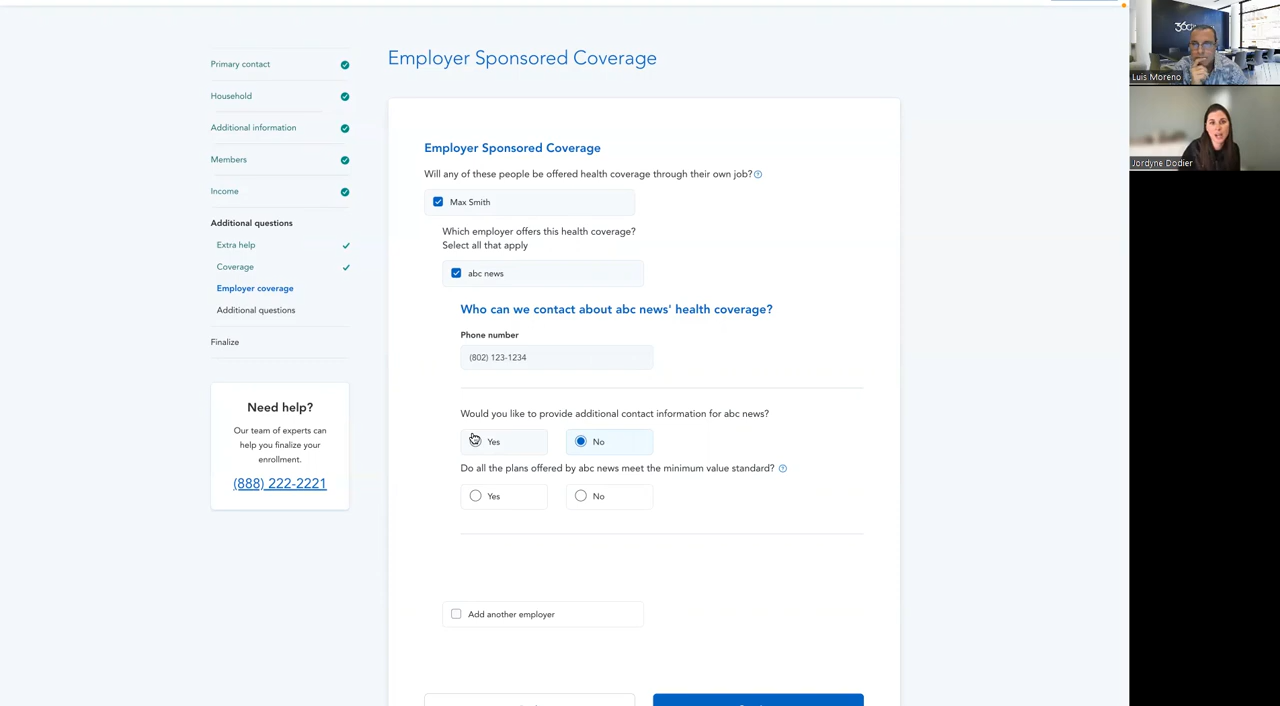 Employer Sponsored Coverage
Primary contact
Household
Additional information
Members
Income
Additional questions
Extra help
Coverage
Employer coverage
Additional questions
Finalize
Need help?
Our team of experts can
help you finalize your
enrollment.
(888) 222-2221
Employer Sponsored Coverage
Will any of these people be offered health coverage through their own job?
Max Smith
Which employer offers this health coverage?
Select all that apply
abc news
Who can we contact about abc news' health coverage?
Phone number
(802) 123-1234
Would you like to provide additional contact information for abc news?
Yes No
Do all the plans offered by abc news meet the minimum value standard?
Yes No
Add another employer
360
Luis Moreno
Jordyne Dodier